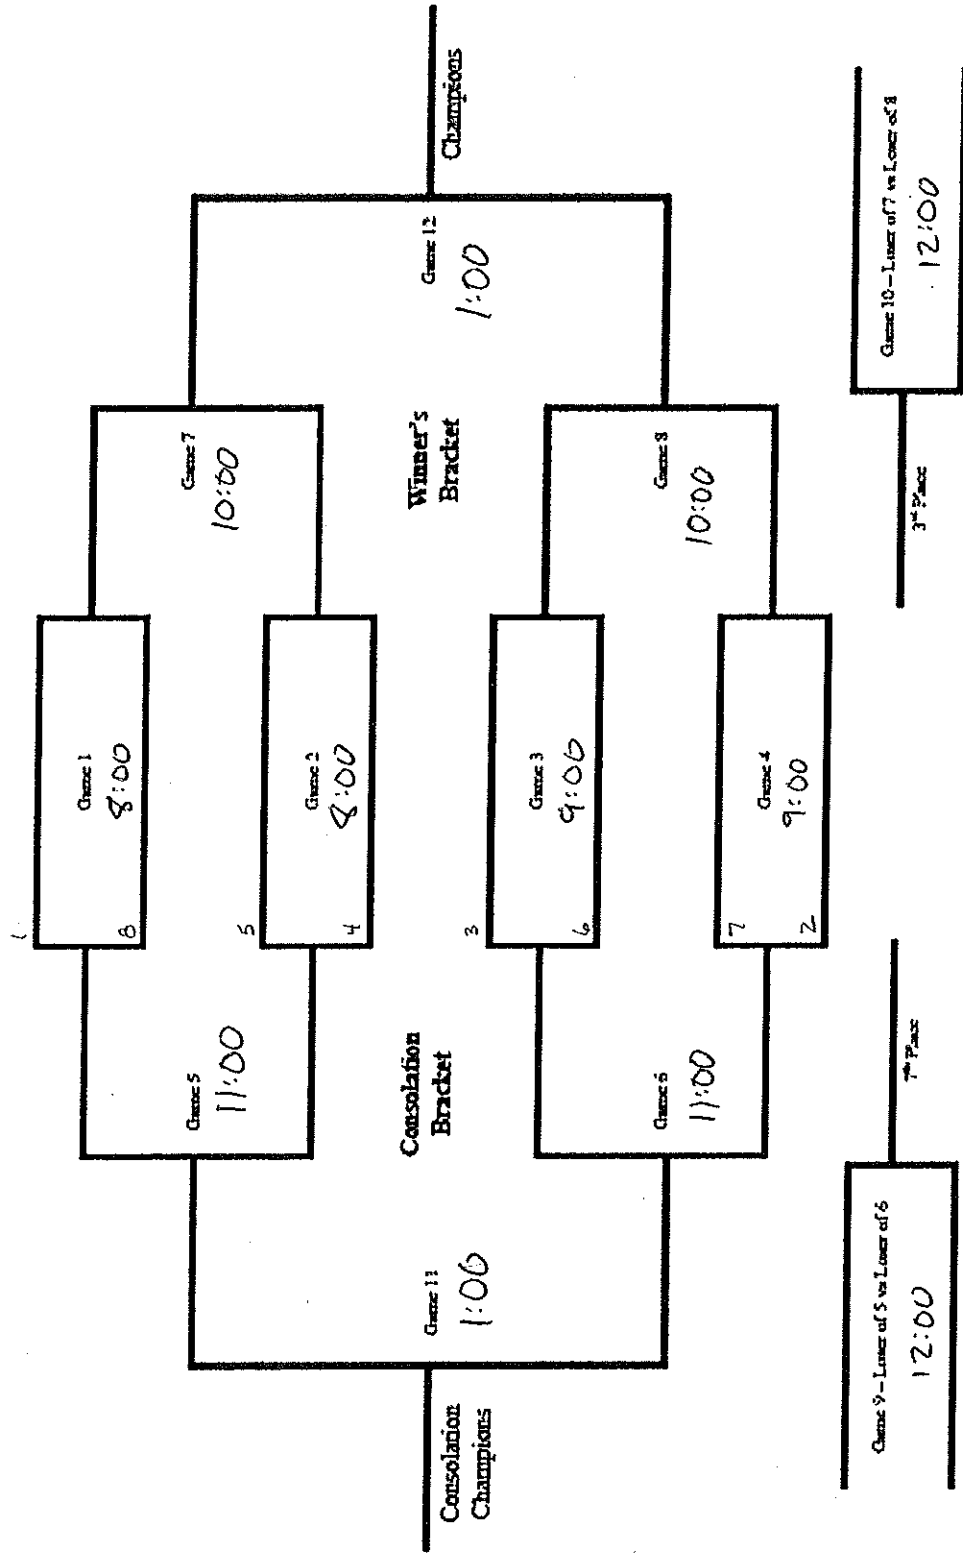 1
Game 1
8:00
8
5
Game 2
8:00
4
3
Game 3
9:00
6
7
Game 4
9:00
2
Game 5
11:00
Consolation
Bracket
Game 6
11:00
Game 11
1:00
Consolation
Champions
Game 7
10:00
Winner's
Bracket
Game 8
10:00
Game 12
1:00
Champions
Game 9 – Loser of 5 vs Loser of 6
12:00
7th Place
3rd Place
Game 10 – Loser of 7 vs Loser of 8
12:00